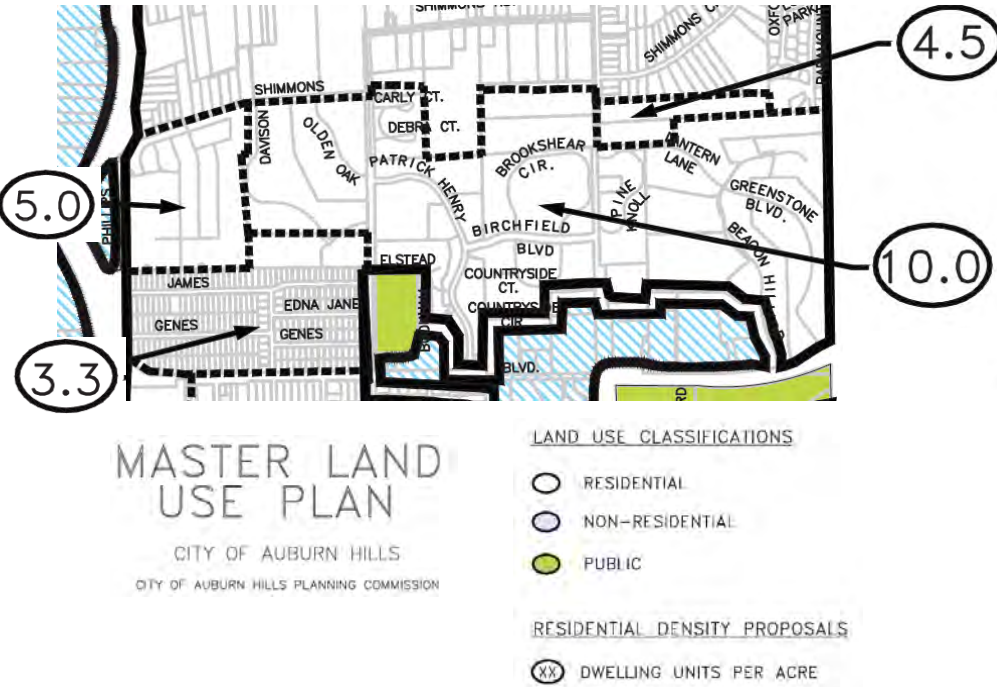 SHIMMONS
4.5
SHIMMONS
CARLY CT.
DAVISON
OLDEN OAK
DEBRA CT.
PATRICK HENRY
BROOKSHEAR
CIR.
LANTERN
LANE
5.0
PHILLIPS
PINE
KNOLL
GREENSTONE
BLVD.
BIRCHFIELD
BLVD
BEACON HILL
10.0
ELSTEAD
JAMES
COUNTRYSIDE
CT.
EDNA JANE
COUNTRYSIDE
CIR
GENES
GENES
3.3
BLVD.
RD
MASTER LAND
USE PLAN
CITY OF AUBURN HILLS
CITY OF AUBURN HILLS PLANNING COMMISSION
LAND USE CLASSIFICATIONS
RESIDENTIAL
NON-RESIDENTIAL
PUBLIC
RESIDENTIAL DENSITY PROPOSALS
XX DWELLING UNITS PER ACRE